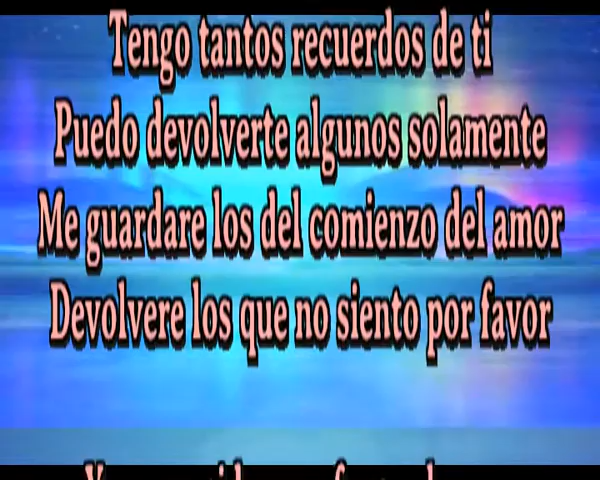 Tengo tantos recuerdos de ti
Puedo devolverte algunos solamente
Me guardare los del comienzo del amor
Devolvere los que no siento por favor